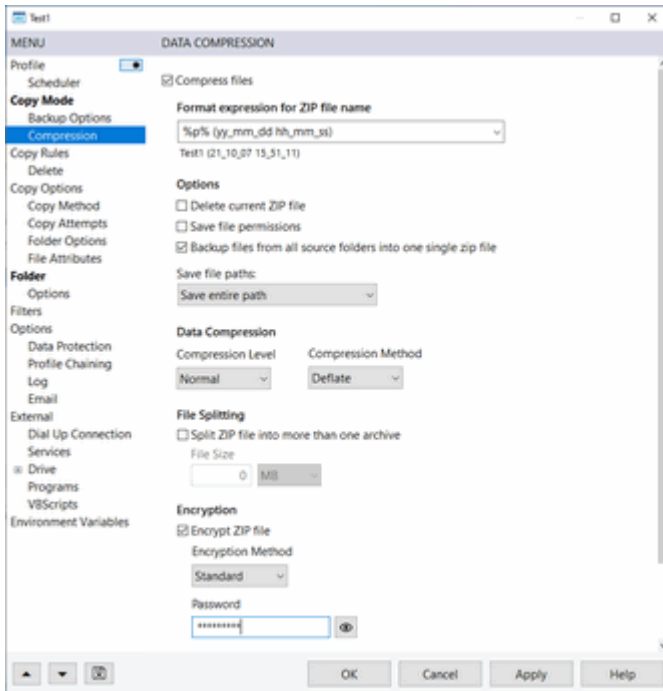 Test1
MENU
Profile
Scheduler
Copy Mode
Backup Options
Compression
Copy Rules
Delete
Copy Options
Copy Method
Copy Attempts
Folder Options
File Attributes
Folder
Options
Filters
Options
Data Protection
Profile Chaining
Log
Email
External
Dial Up Connection
Services
Drive
Programs
VBScripts
Environment Variables
DATA COMPRESSION
Compress files
Format expression for ZIP file name
%p% (yy_mm_dd hh_mm_ss)
Test1 (21_10_07 15_51_11)
Options
Delete current ZIP file
Save file permissions
Backup files from all source folders into one single zip file
Save file paths:
Save entire path
Data Compression
Compression Level Compression Method
Normal Deflate
File Splitting
Split ZIP file into more than one archive
File Size
0 MB
Encryption
Encrypt ZIP file
Encryption Method
Standard
Password
*********
OK Cancel Apply Help